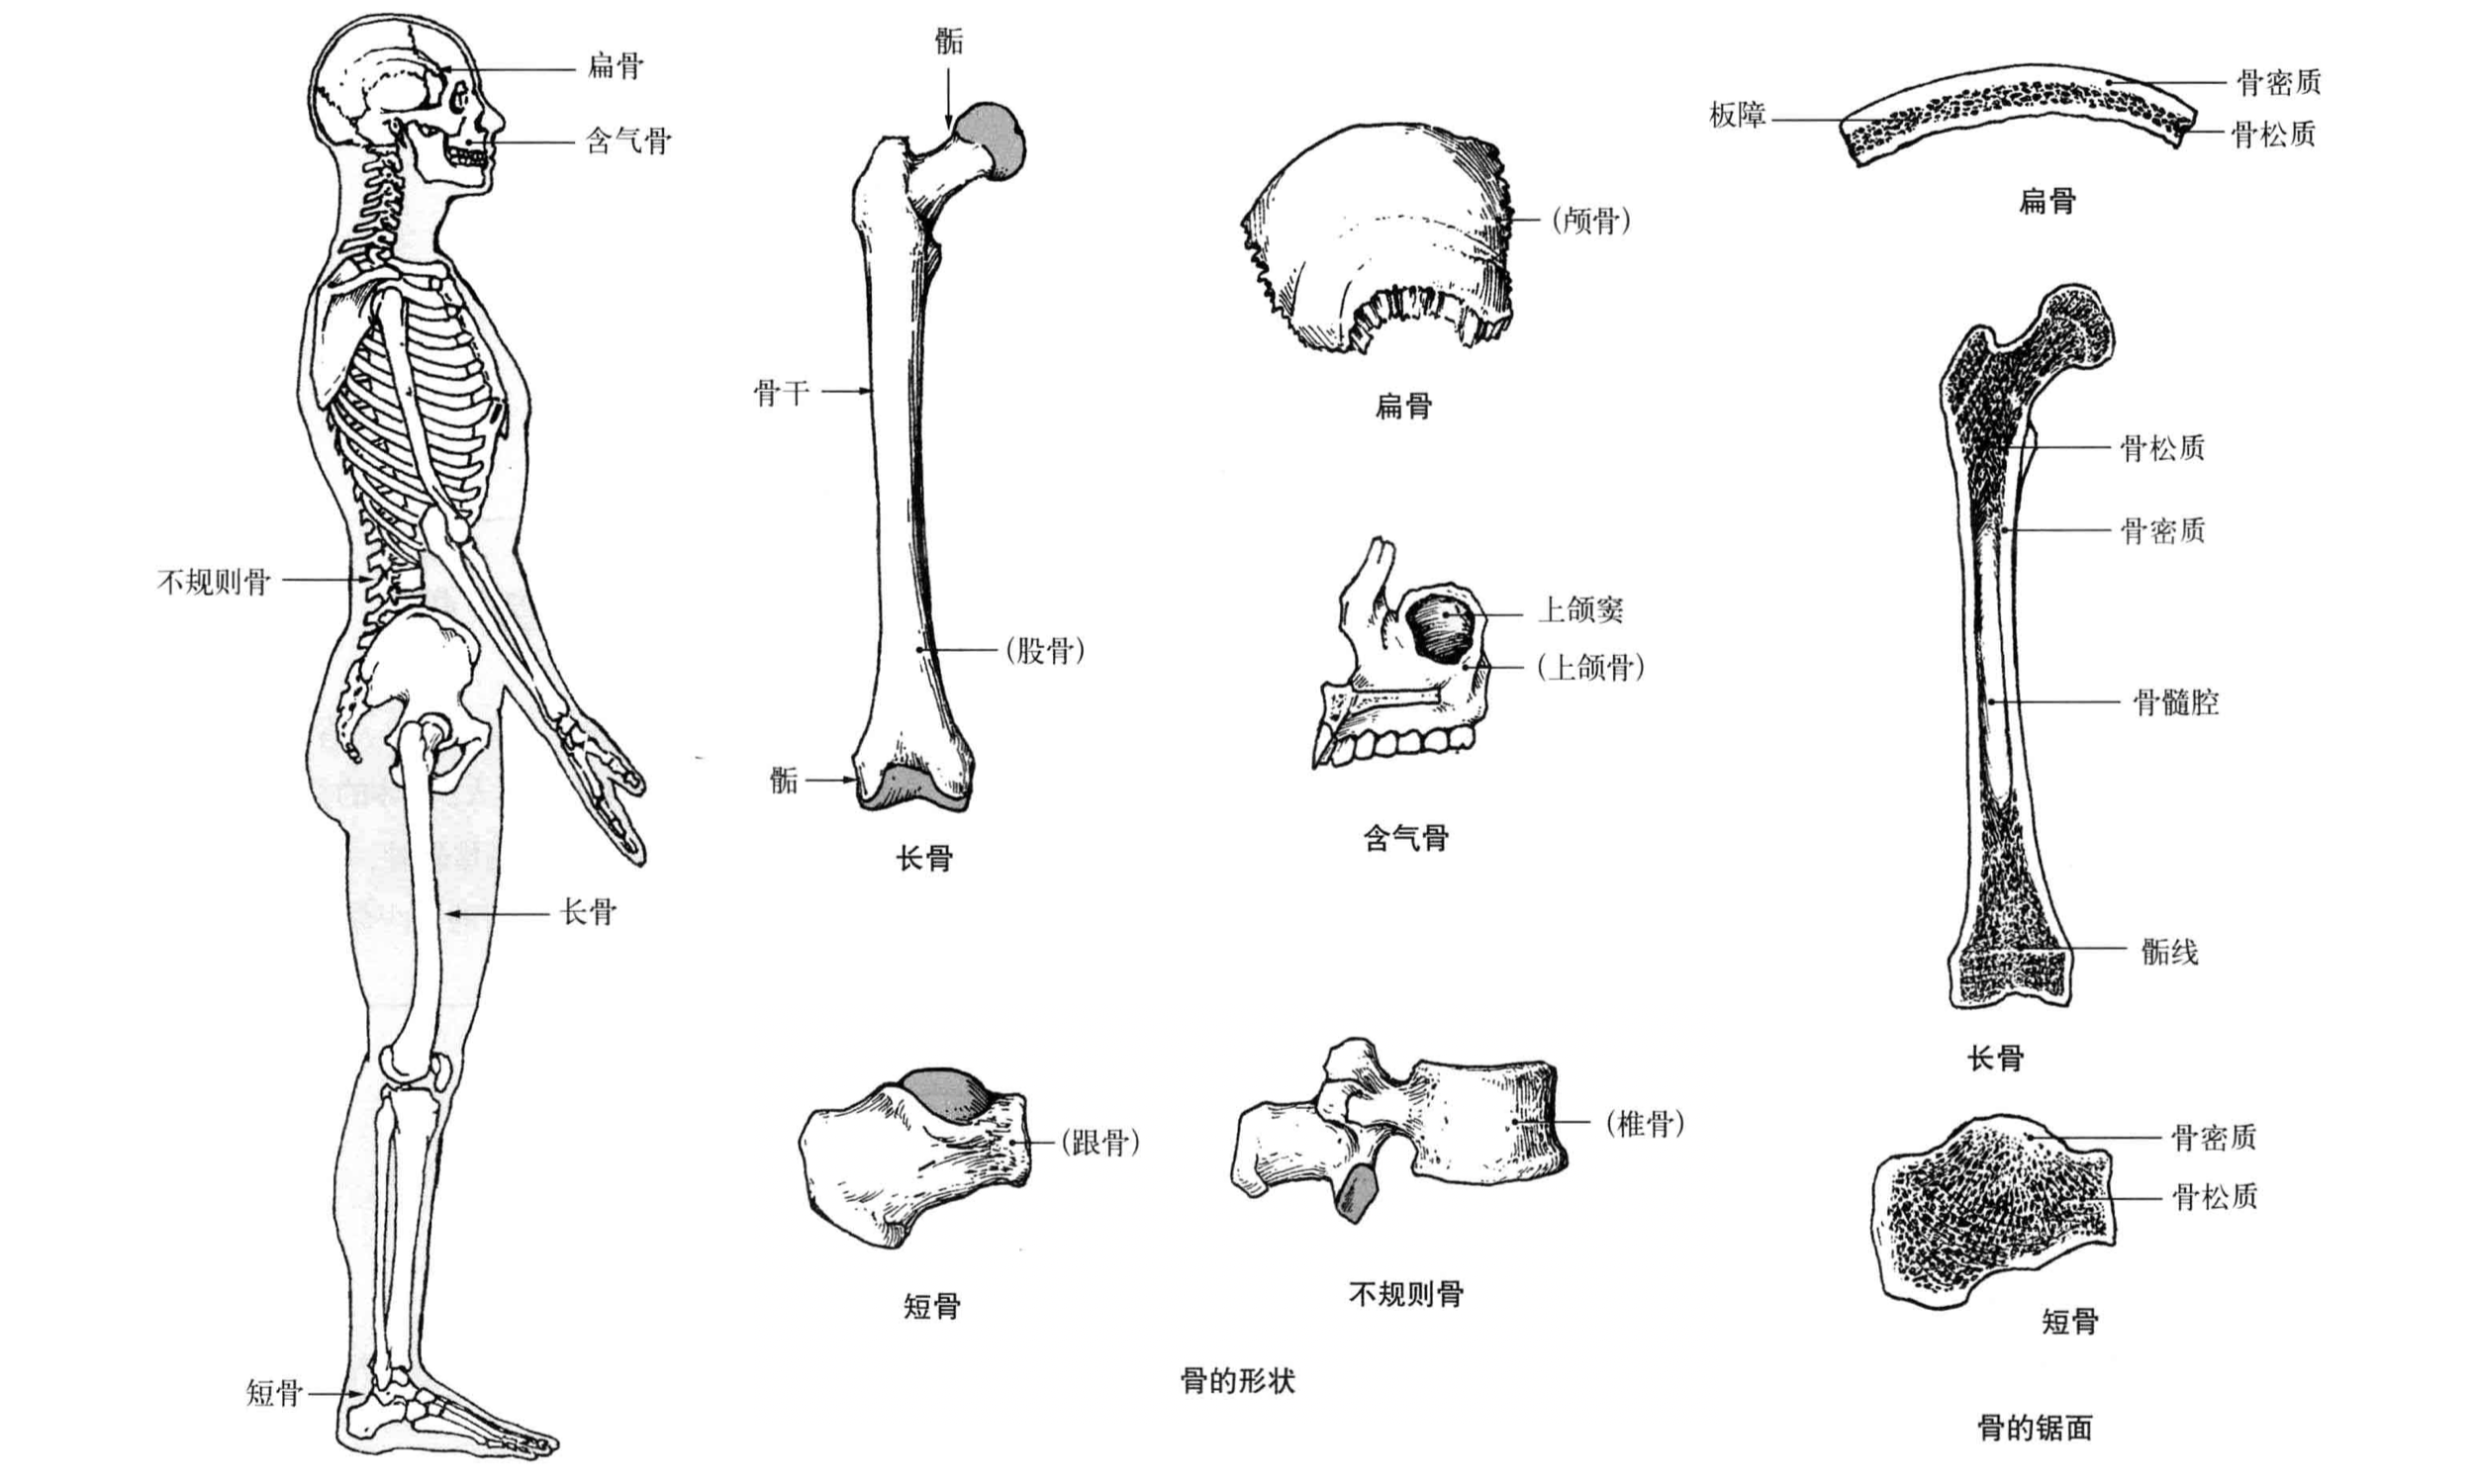 扁骨
含气骨
不规则骨
长骨
短骨
骺
骨干
(股骨)
骺
长骨
(颅骨)
扁骨
上颌窦
(上颌骨)
含气骨
(跟骨)
短骨
(椎骨)
不规则骨
骨的形状
板障
骨密质
骨松质
扁骨
骨松质
骨密质
骨髓腔
骺线
长骨
骨密质
骨松质
短骨
骨的锯面